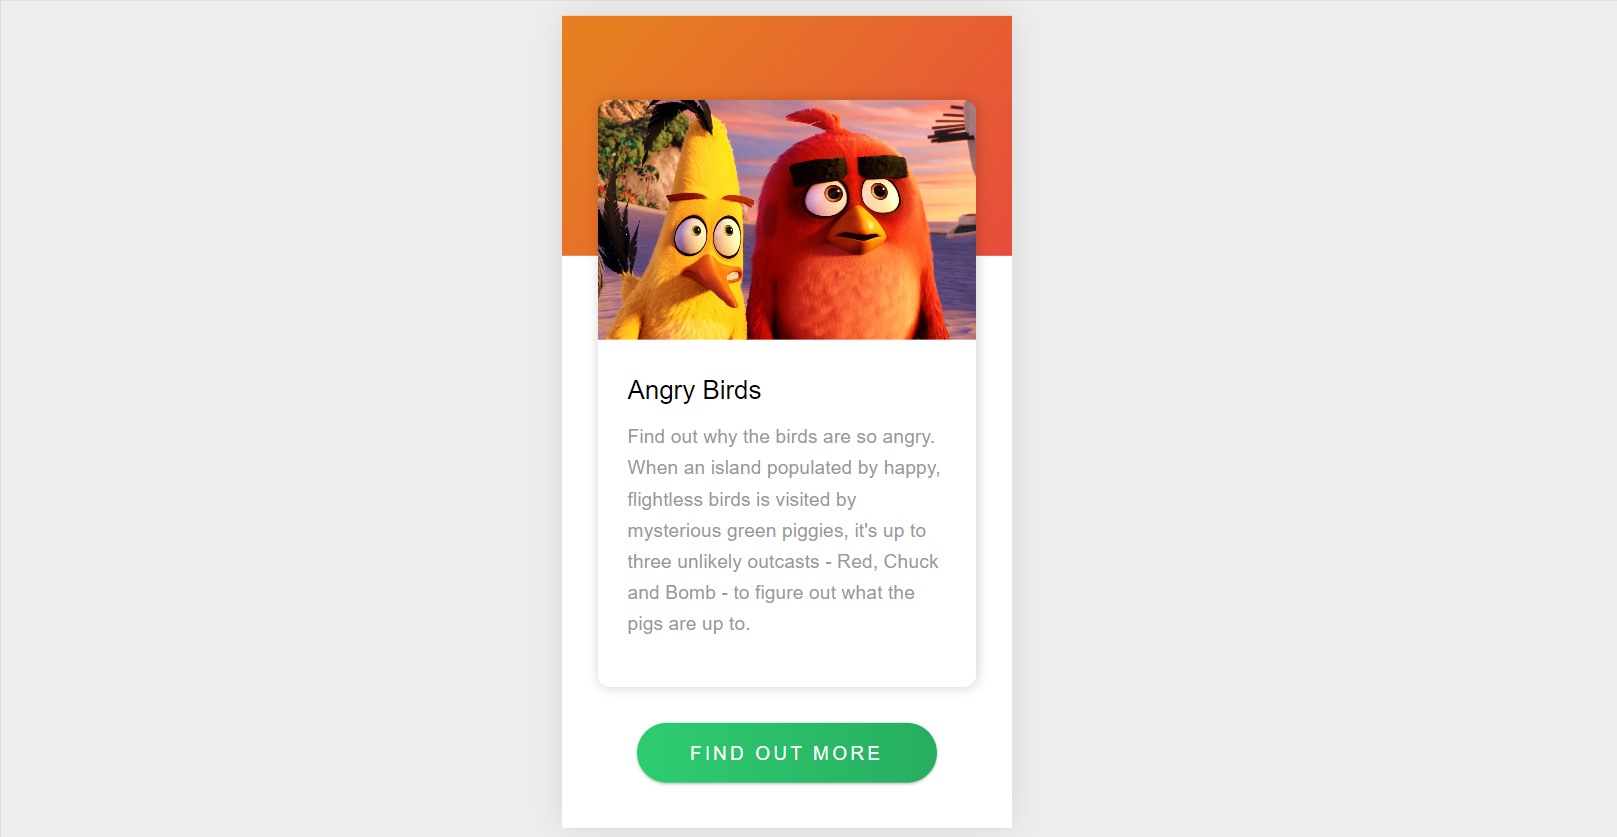 Angry Birds
Find out why the birds are so angry.
When an island populated by happy,
flightless birds is visited by
mysterious green piggies, it's up to
three unlikely outcasts - Red, Chuck
and Bomb - to figure out what the
pigs are up to.
FIND OUT MORE